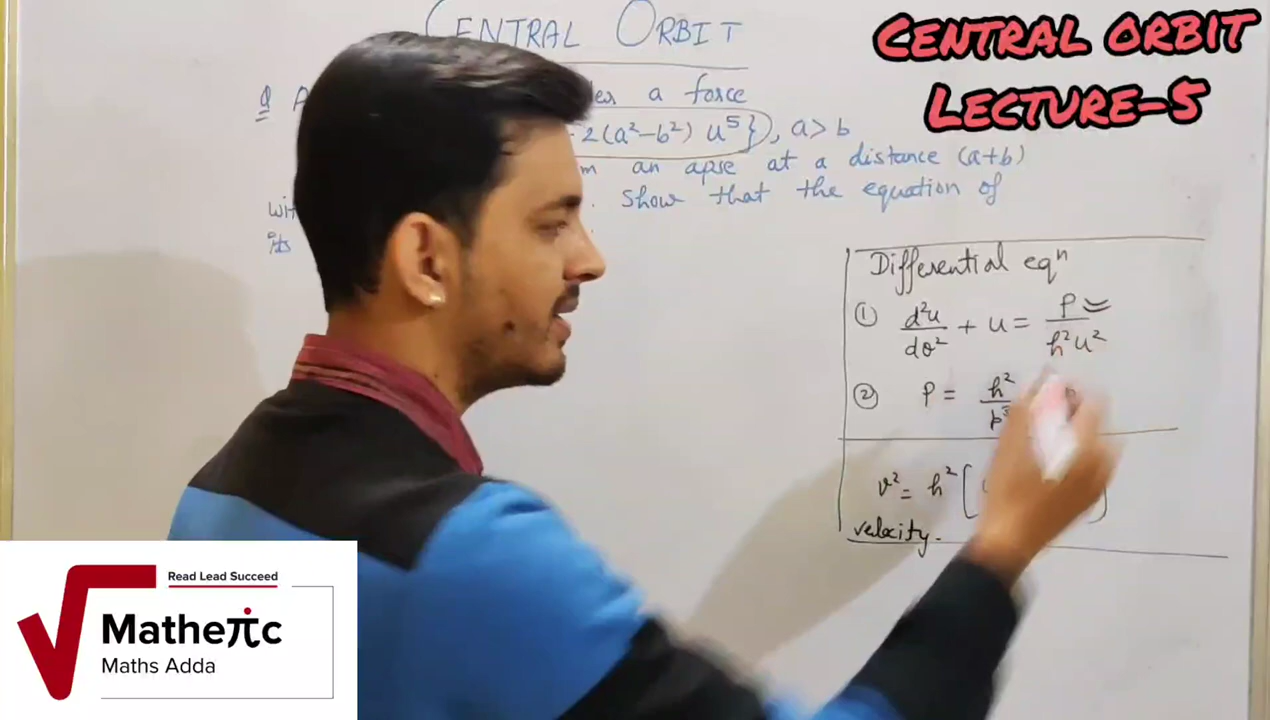 CENTRAL ORBIT
CENTRAL ORBIT
LECTURE-5
Q a force
2(a²-b²) u⁵}, a>b
an apse at a distance (a+b)
Show that the equation of
its
Differential eqⁿ
① d²u/dθ² + u = P/h²u²
② P = h²/p³
v² = h² [
velocity.
Read Lead Succeed
Matheπc
Maths Adda